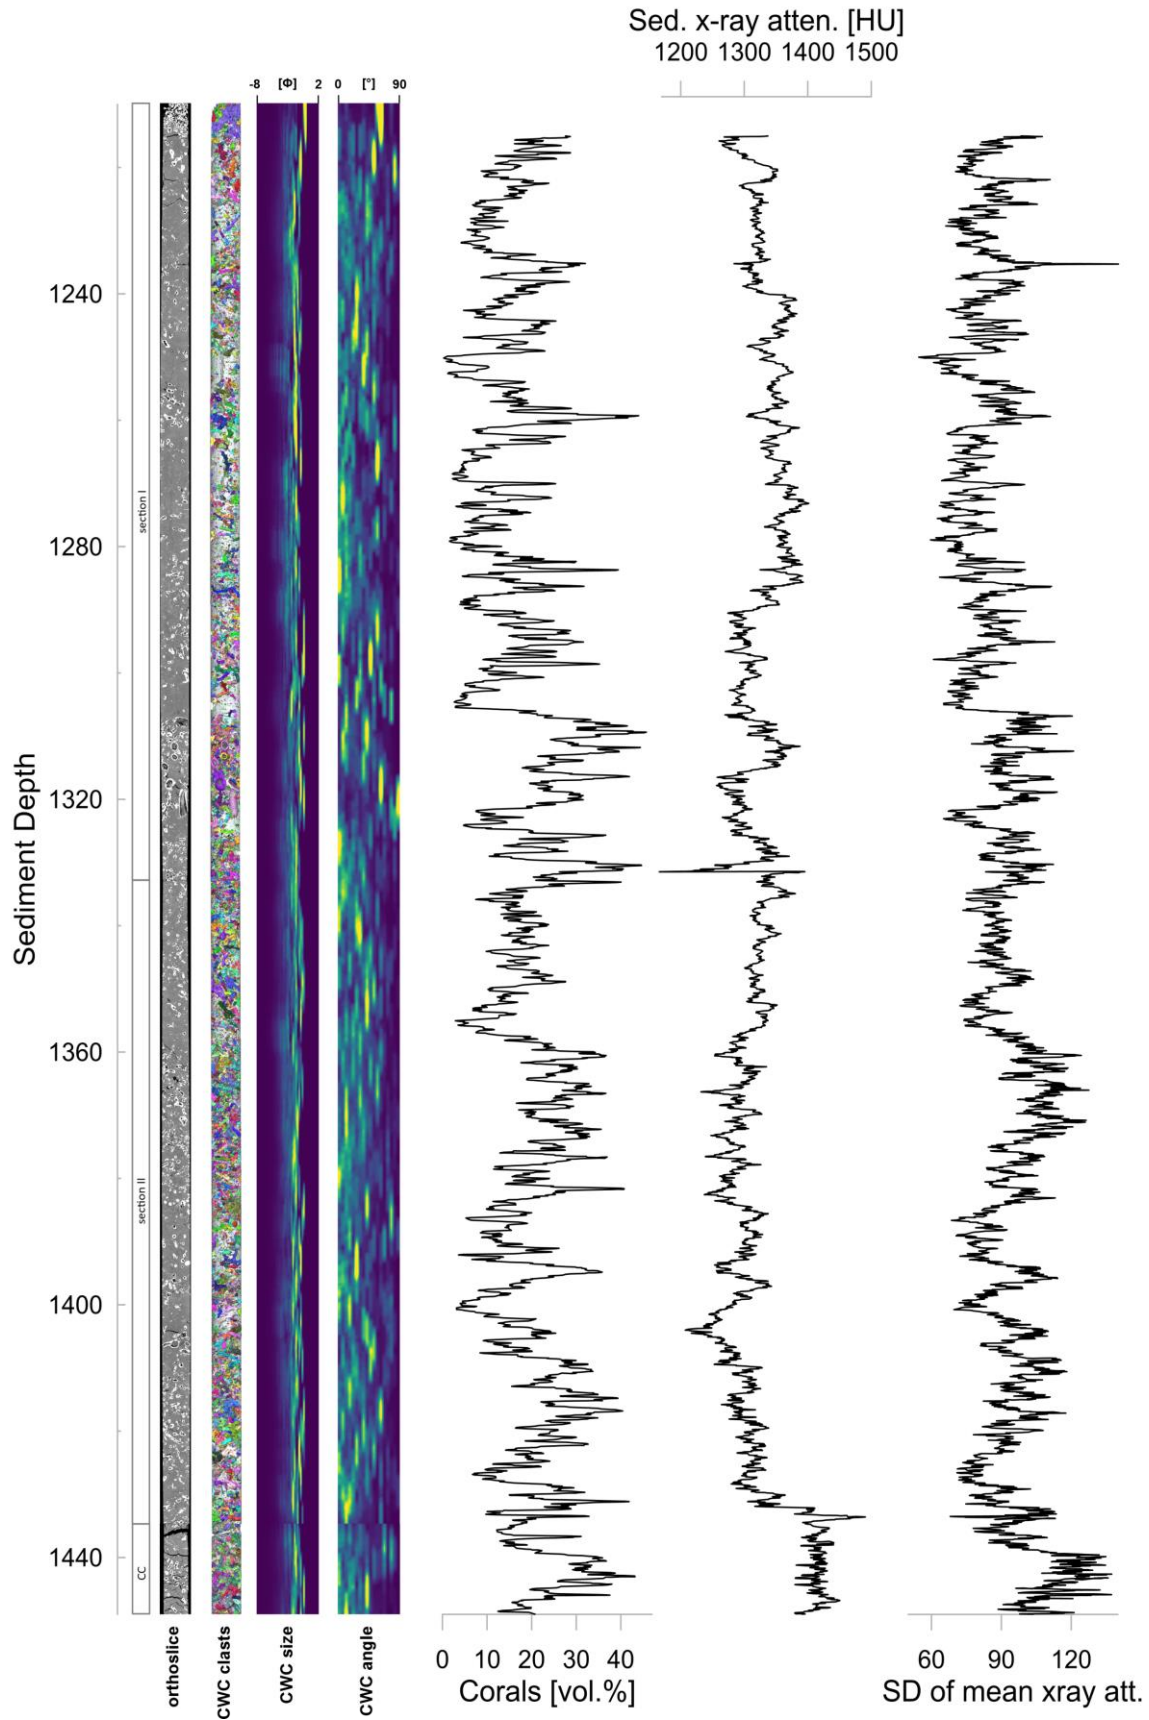 Sed. x-ray atten. [HU]
1200 1300 1400 1500
-8 [Φ] 2 0 [°] 90
1240
1280
1320
1360
1400
1440
Sediment Depth
section I
section II
CC
orthoslice
CWC clasts
CWC size
CWC angle
0 10 20 30 40
60 90 120
Corals [vol.%]
SD of mean xray att.